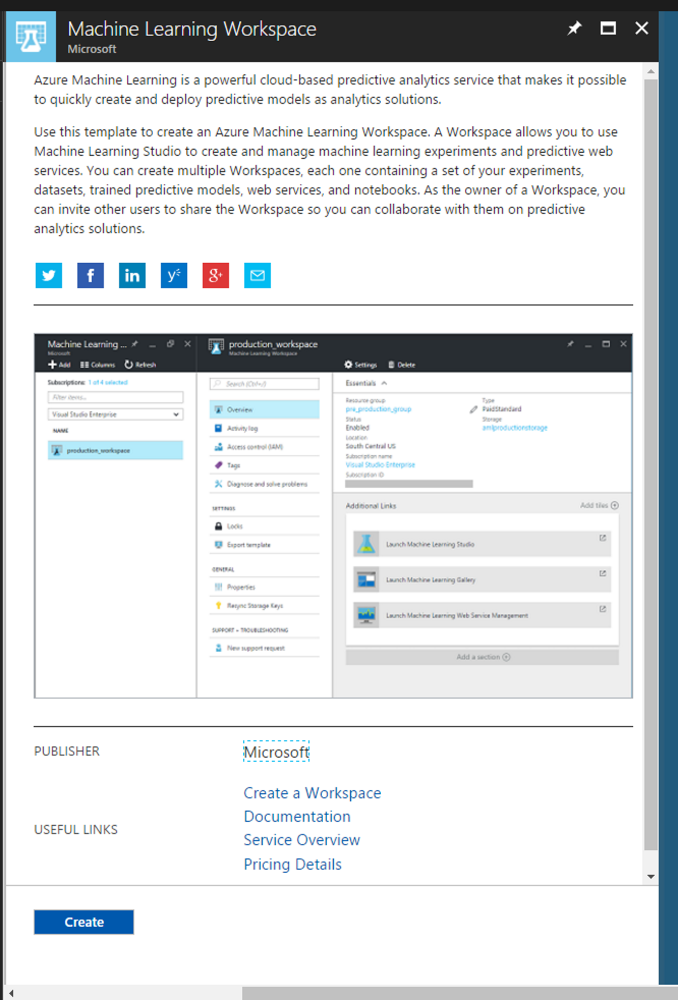 Machine Learning Workspace
Microsoft
Azure Machine Learning is a powerful cloud-based predictive analytics service that makes it possible
to quickly create and deploy predictive models as analytics solutions.
Use this template to create an Azure Machine Learning Workspace. A Workspace allows you to use
Machine Learning Studio to create and manage machine learning experiments and predictive web
services. You can create multiple Workspaces, each one containing a set of your experiments,
datasets, trained predictive models, web services, and notebooks. As the owner of a Workspace, you
can invite other users to share the Workspace so you can collaborate with them on predictive
analytics solutions.
f in y g+
Machine Learning ...
Microsoft
Add Columns Refresh
Subscriptions: 1 of 4 selected
Filter items...
Visual Studio Enterprise
NAME
production_workspace
production_workspace
Machine Learning Workspace
Settings Delete
Search (Ctrl+/)
Overview
Activity log
Access control (IAM)
Tags
Diagnose and solve problems
SETTINGS
Locks
Export template
GENERAL
Properties
Resync Storage Keys
SUPPORT + TROUBLESHOOTING
New support request
Essentials
Resource group
pre_production_group
Status
Enabled
Location
South Central US
Subscription name
Visual Studio Enterprise
Subscription ID
Type
PaidStandard
Storage
amlproductionstorage
Additional Links
Add tiles
Launch Machine Learning Studio
Launch Machine Learning Gallery
Launch Machine Learning Web Service Management
Add a section
PUBLISHER
Microsoft
USEFUL LINKS
Create a Workspace
Documentation
Service Overview
Pricing Details
Create